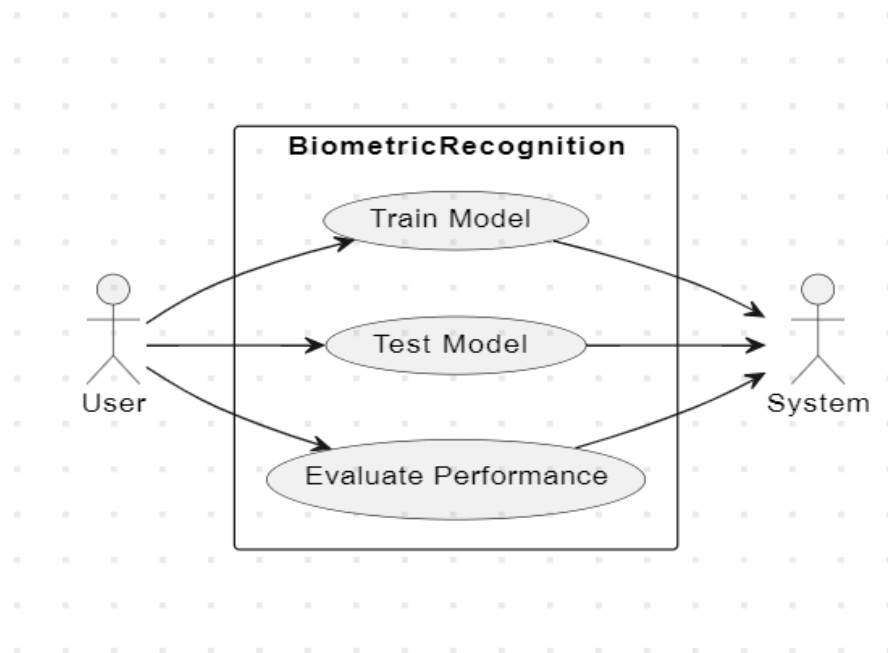 BiometricRecognition
Train Model
Test Model
User
System
Evaluate Performance